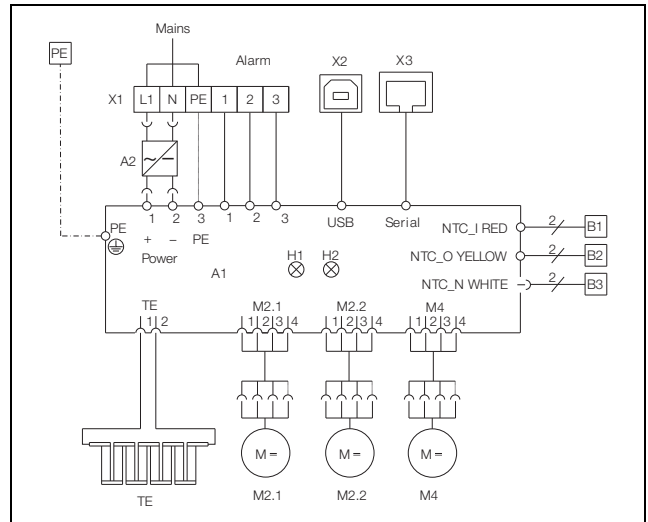 Mains
PE
Alarm
X2
X3
X1 L1 N PE 1 2 3
A2
PE
1 2 3 1 2 3
USB
Serial
+ – PE
Power
NTC_I RED
2
B1
NTC_O YELLOW
2
B2
NTC_N WHITE
2
B3
H1 H2
A1
TE
1 2
M2.1
1 2 3 4
M2.2
1 2 3 4
M4
1 2 3 4
M = M = M =
TE
M2.1 M2.2 M4